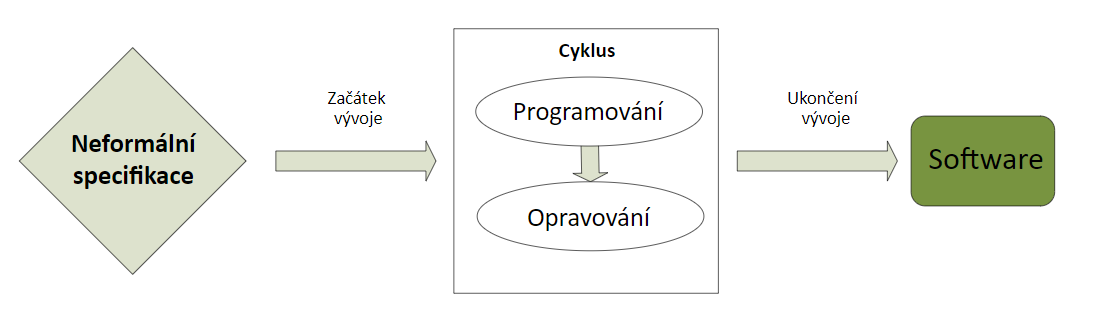 Neformální
specifikace
Začátek
vývoje
Cyklus
Programování
Opravování
Ukončení
vývoje
Software